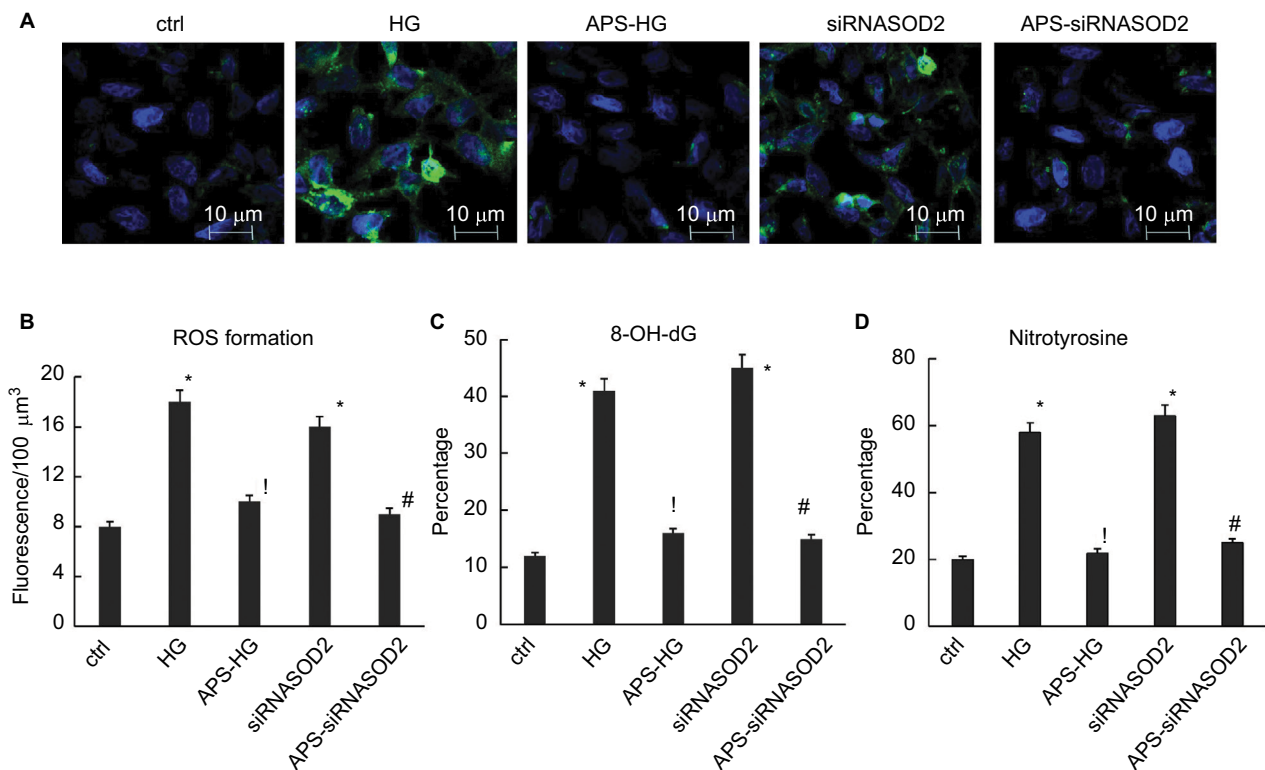 A
ctrl
HG
APS-HG
siRNASOD2
APS-siRNASOD2
10 μm
10 μm
10 μm
10 μm
10 μm
B
ROS formation
Fluorescence/100 μm³
20
16
12
8
4
0
*
!
*
#
ctrl
HG
APS-HG
siRNASOD2
APS-siRNASOD2
C
8-OH-dG
Percentage
50
40
30
20
10
0
*
!
*
#
ctrl
HG
APS-HG
siRNASOD2
APS-siRNASOD2
D
Nitrotyrosine
Percentage
80
60
40
20
0
*
!
*
#
ctrl
HG
APS-HG
siRNASOD2
APS-siRNASOD2